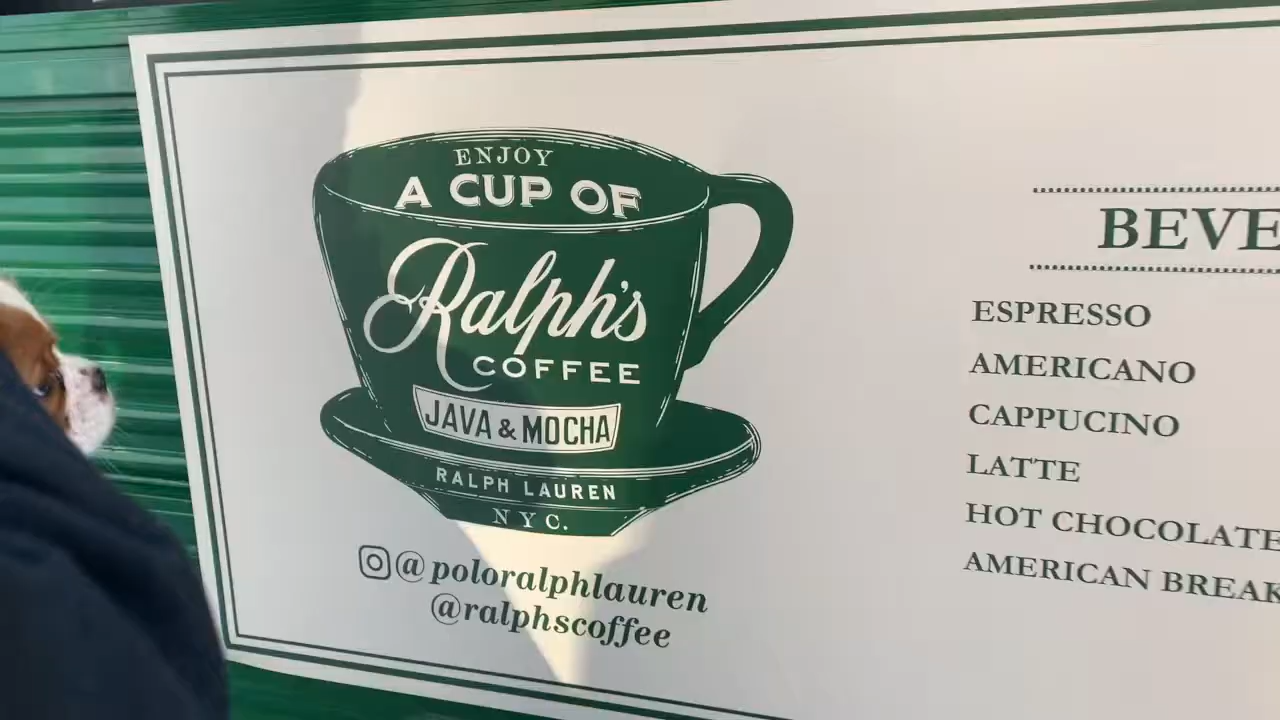 ENJOY
A CUP OF
Ralph's
COFFEE
JAVA & MOCHA
RALPH LAUREN
NYC.
@poloralphlauren
@ralphscoffee
BEVE
ESPRESSO
AMERICANO
CAPPUCINO
LATTE
HOT CHOCOLATE
AMERICAN BREAK